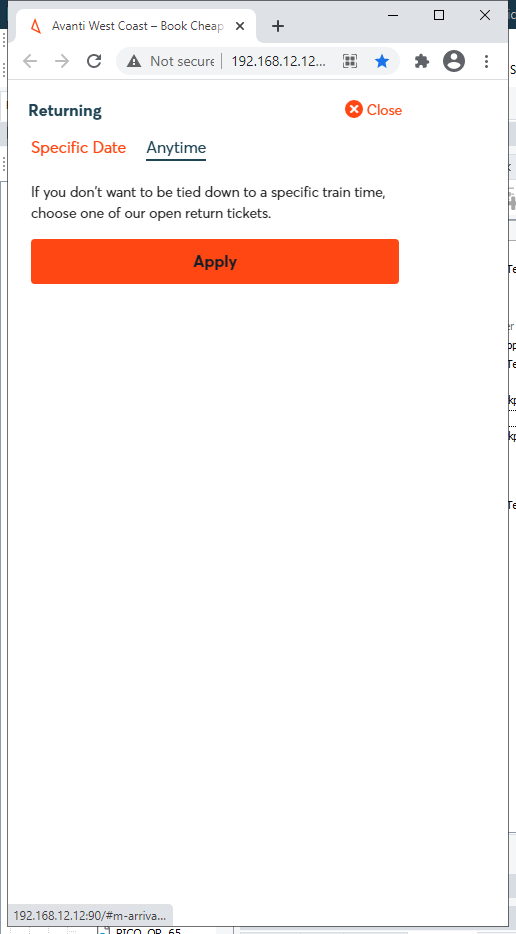 Avanti West Coast – Book Cheap
Not secure
192.168.12.12...
Returning
Close
Specific Date
Anytime
If you don't want to be tied down to a specific train time,
choose one of our open return tickets.
Apply
192.168.12.12:90/#m-arriva...